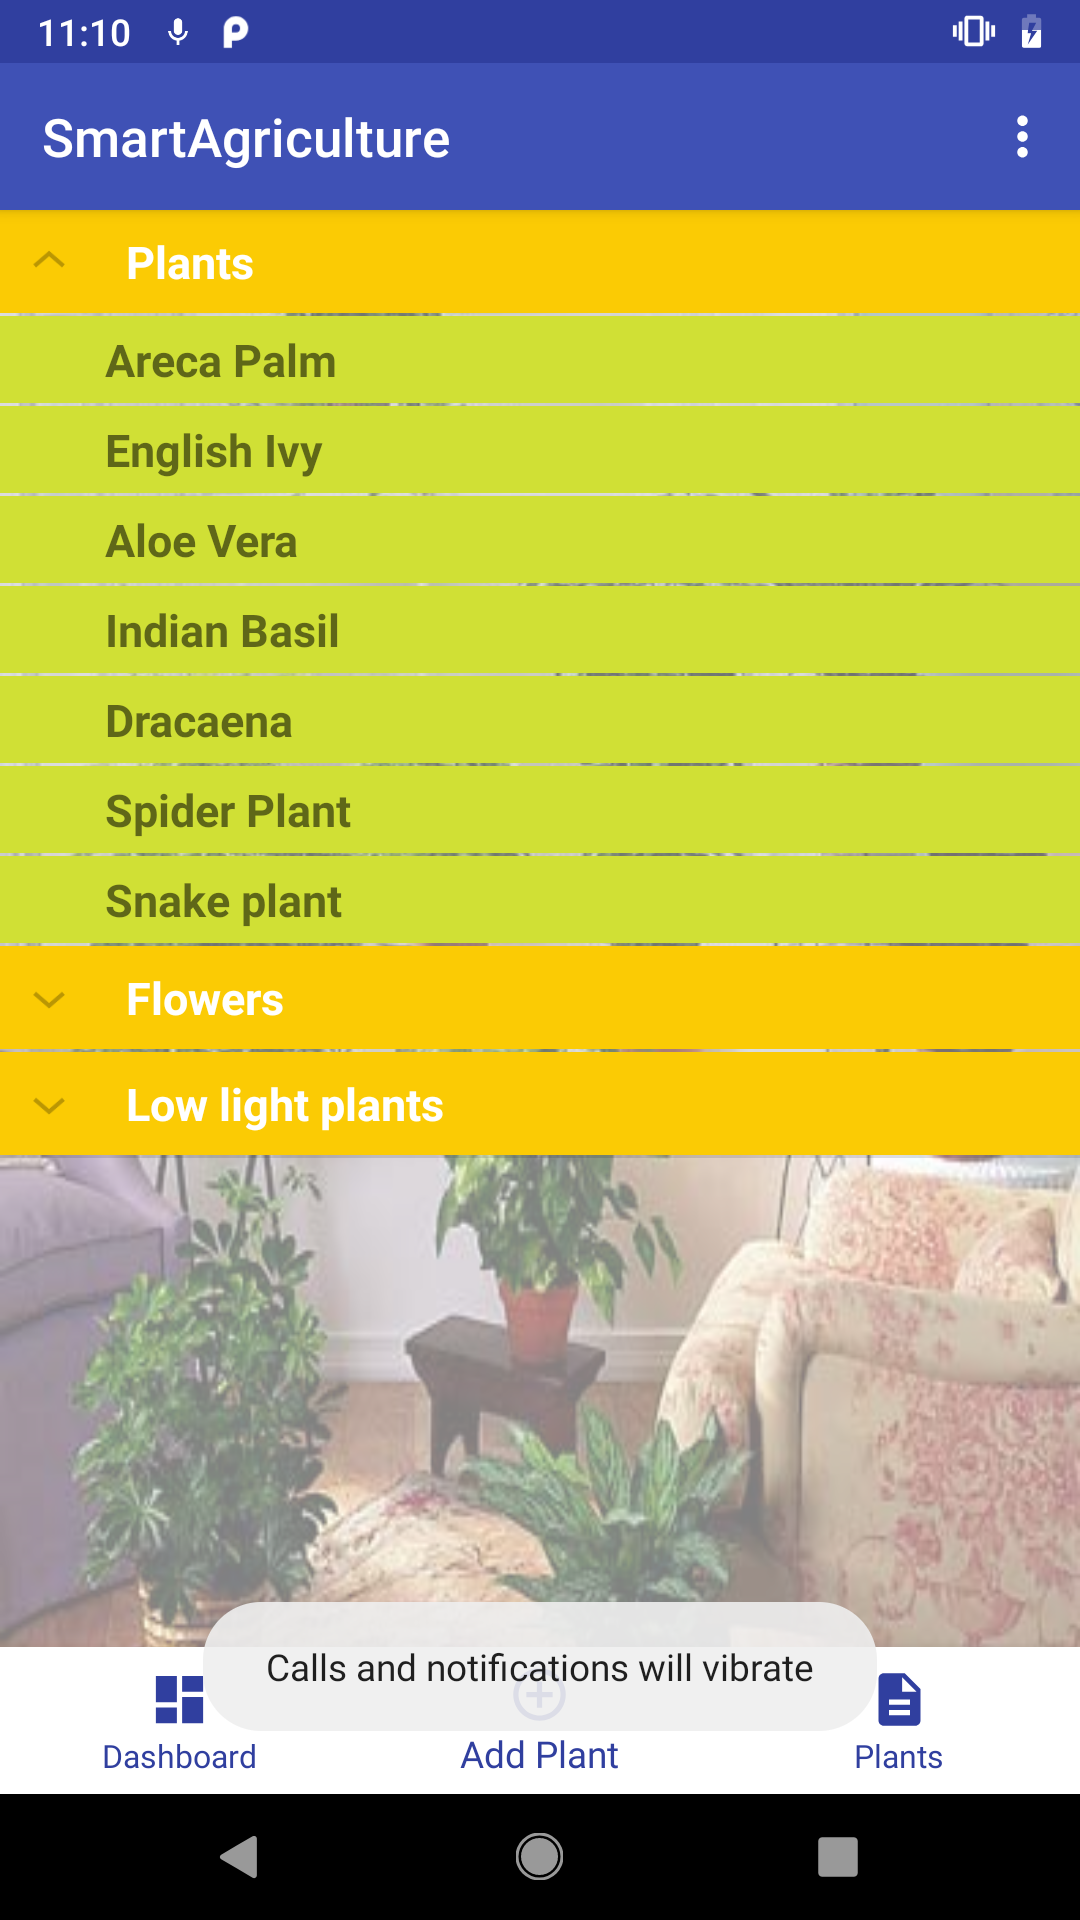 11:10
SmartAgriculture
Plants
Areca Palm
English Ivy
Aloe Vera
Indian Basil
Dracaena
Spider Plant
Snake plant
Flowers
Low light plants
Calls and notifications will vibrate
Dashboard
Add Plant
Plants